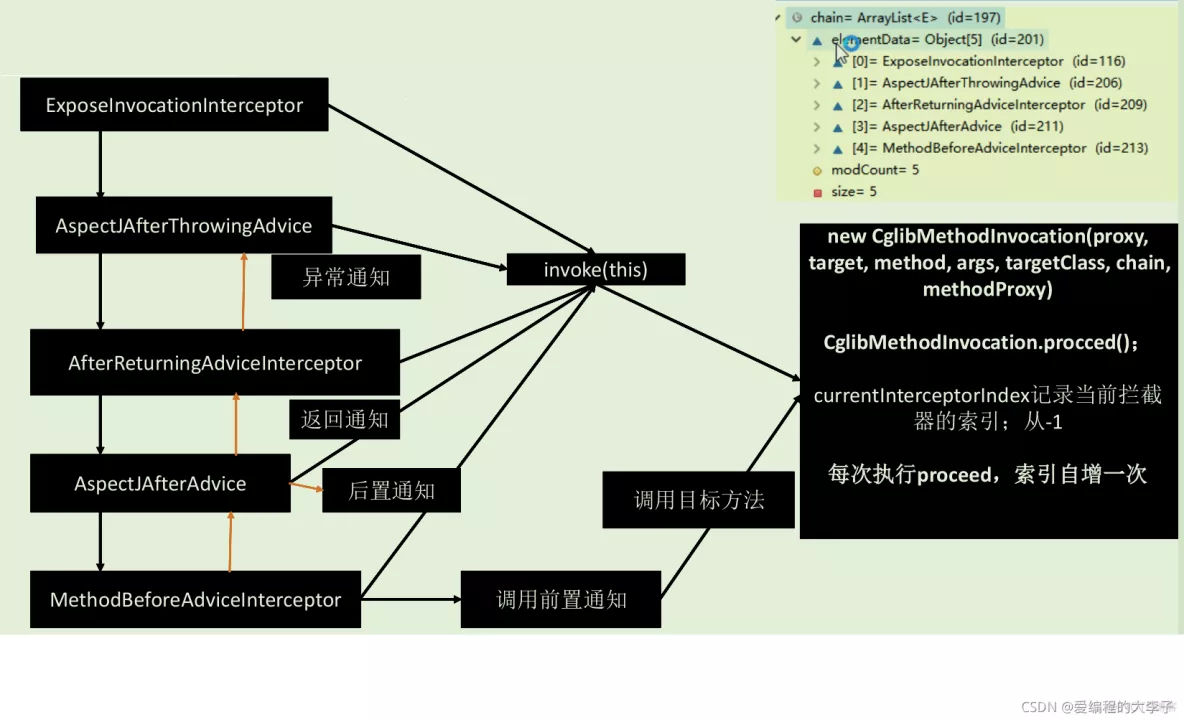 chain= ArrayList<E> (id=197)
elementData= Object[5] (id=201)
[0]= ExposeInvocationInterceptor (id=116)
[1]= AspectJAfterThrowingAdvice (id=206)
[2]= AfterReturningAdviceInterceptor (id=209)
[3]= AspectJAfterAdvice (id=211)
[4]= MethodBeforeAdviceInterceptor (id=213)
modCount= 5
size= 5
ExposeInvocationInterceptor
AspectJAfterThrowingAdvice
异常通知
invoke(this)
AfterReturningAdviceInterceptor
返回通知
AspectJAfterAdvice
后置通知
MethodBeforeAdviceInterceptor
调用前置通知
调用目标方法
new CglibMethodInvocation(proxy,
target, method, args, targetClass, chain,
methodProxy)
CglibMethodInvocation.procced();
currentInterceptorIndex记录当前拦截
器的索引；从-1
每次执行proceed，索引自增一次
CSDN @爱编程的大李子